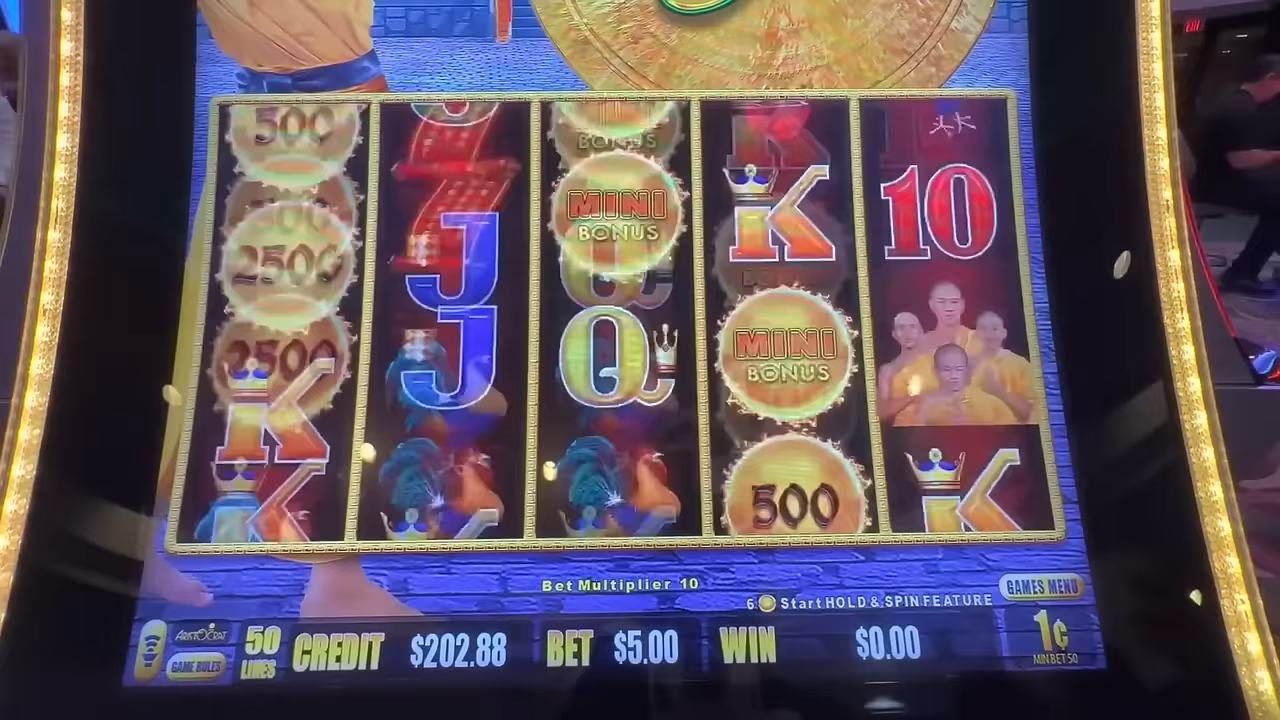 EXIT
500
BONUS
7
K
MINI
BONUS
K
10
J
2500
2500
J
Q
MINI
BONUS
K
K
500
K
Bet Multiplier 10
6 Start HOLD & SPIN FEATURE
GAMES MENU
ARISTOCRAT
GAME RULES
50
LINES
CREDIT $202.88
BET $5.00
WIN $0.00
1¢
MIN BET 50